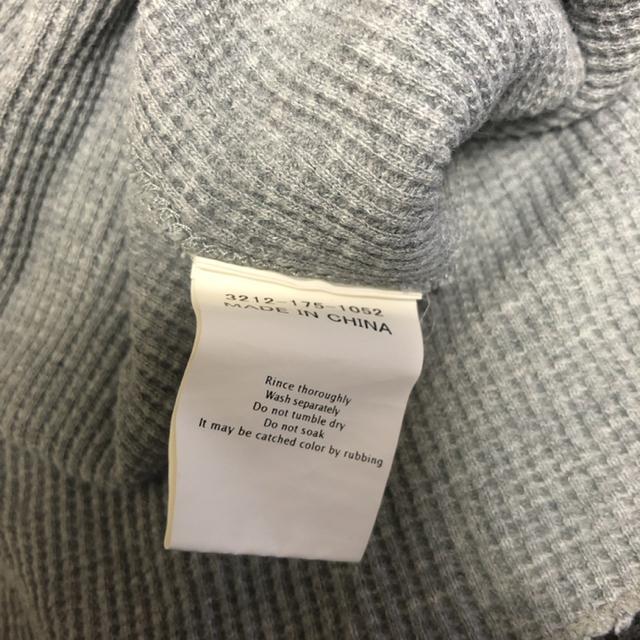 3212-175-1052
MADE IN CHINA
Rince thoroughly
Wash separately
Do not tumble dry
Do not soak
It may be catched color by rubbing